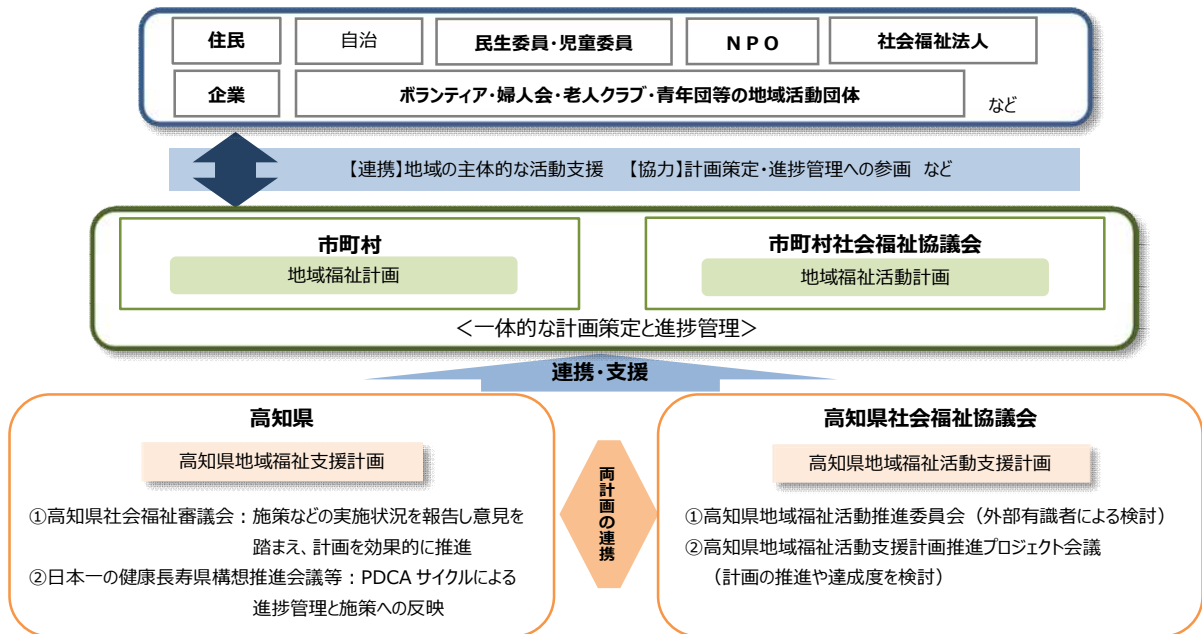 住民 自治 民生委員・児童委員 NPO 社会福祉法人
企業 ボランティア・婦人会・老人クラブ・青年団等の地域活動団体 など
【連携】地域の主体的な活動支援 【協力】計画策定・進捗管理への参画 など
市町村
地域福祉計画
市町村社会福祉協議会
地域福祉活動計画
＜一体的な計画策定と進捗管理＞
連携・支援
高知県
高知県地域福祉支援計画
①高知県社会福祉審議会：施策などの実施状況を報告し意見を
踏まえ、計画を効果的に推進
②日本一の健康長寿県構想推進会議等：PDCA サイクルによる
進捗管理と施策への反映
両計画の連携
高知県社会福祉協議会
高知県地域福祉活動支援計画
①高知県地域福祉活動推進委員会（外部有識者による検討）
②高知県地域福祉活動支援計画推進プロジェクト会議
（計画の推進や達成度を検討）